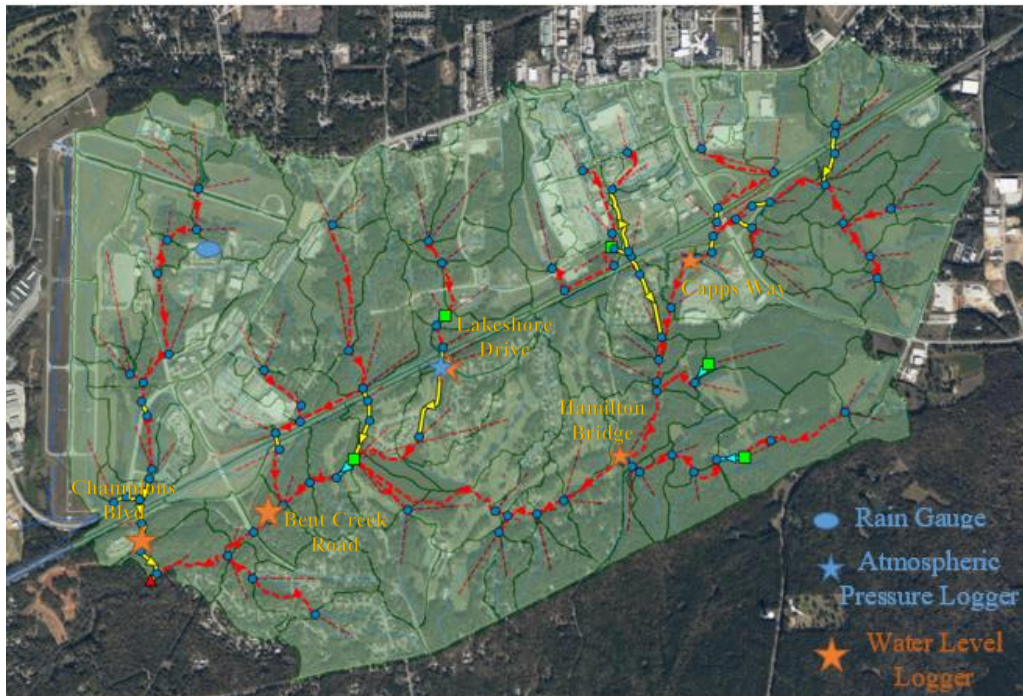 Capps Way
Lakeshore
Drive
Hamilton
Bridge
Champions
Blvd
Bent Creek
Road
Rain Gauge
Atmospheric
Pressure Logger
Water Level
Logger